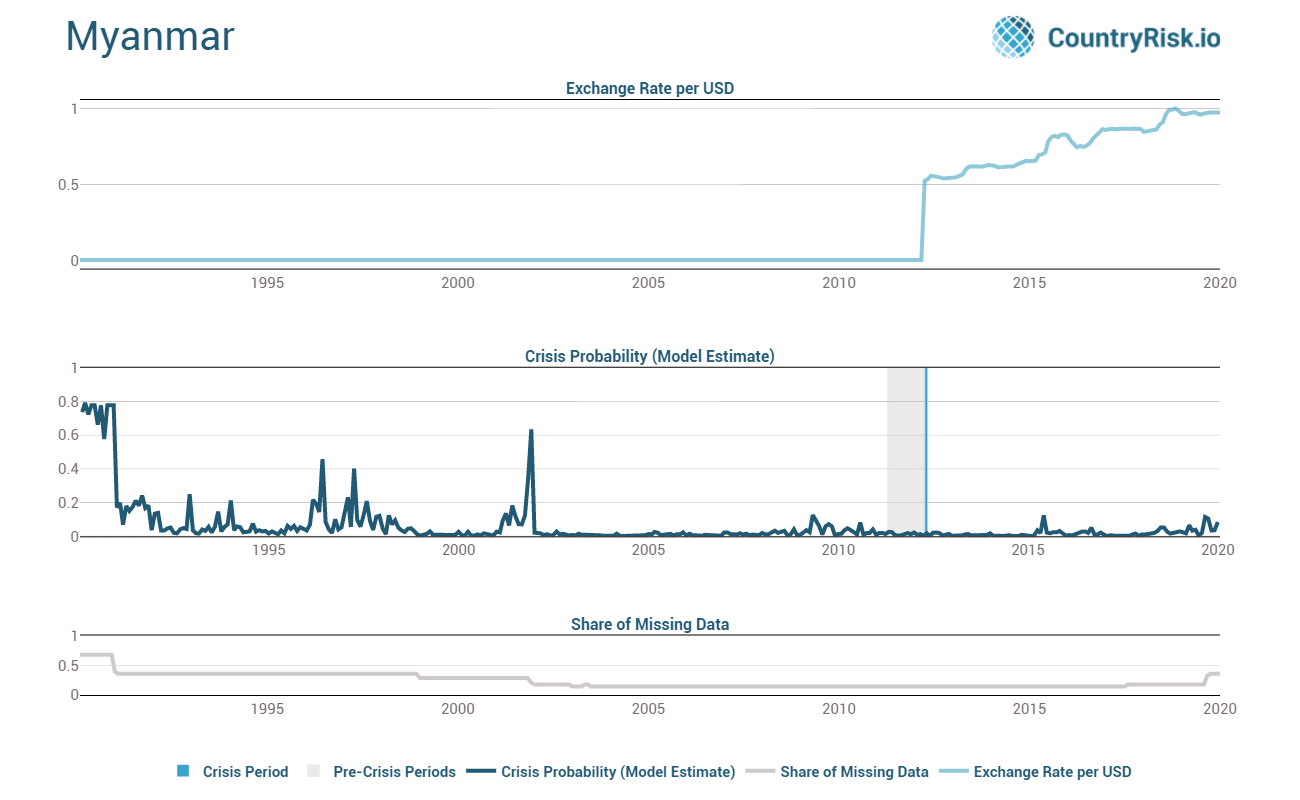 Myanmar
CountryRisk.io
Exchange Rate per USD
1
0.5
0
1995 2000 2005 2010 2015 2020
Crisis Probability (Model Estimate)
1
0.8
0.6
0.4
0.2
0
1995 2000 2005 2010 2015 2020
Share of Missing Data
1
0.5
0
1995 2000 2005 2010 2015 2020
Crisis Period Pre-Crisis Periods Crisis Probability (Model Estimate) Share of Missing Data Exchange Rate per USD